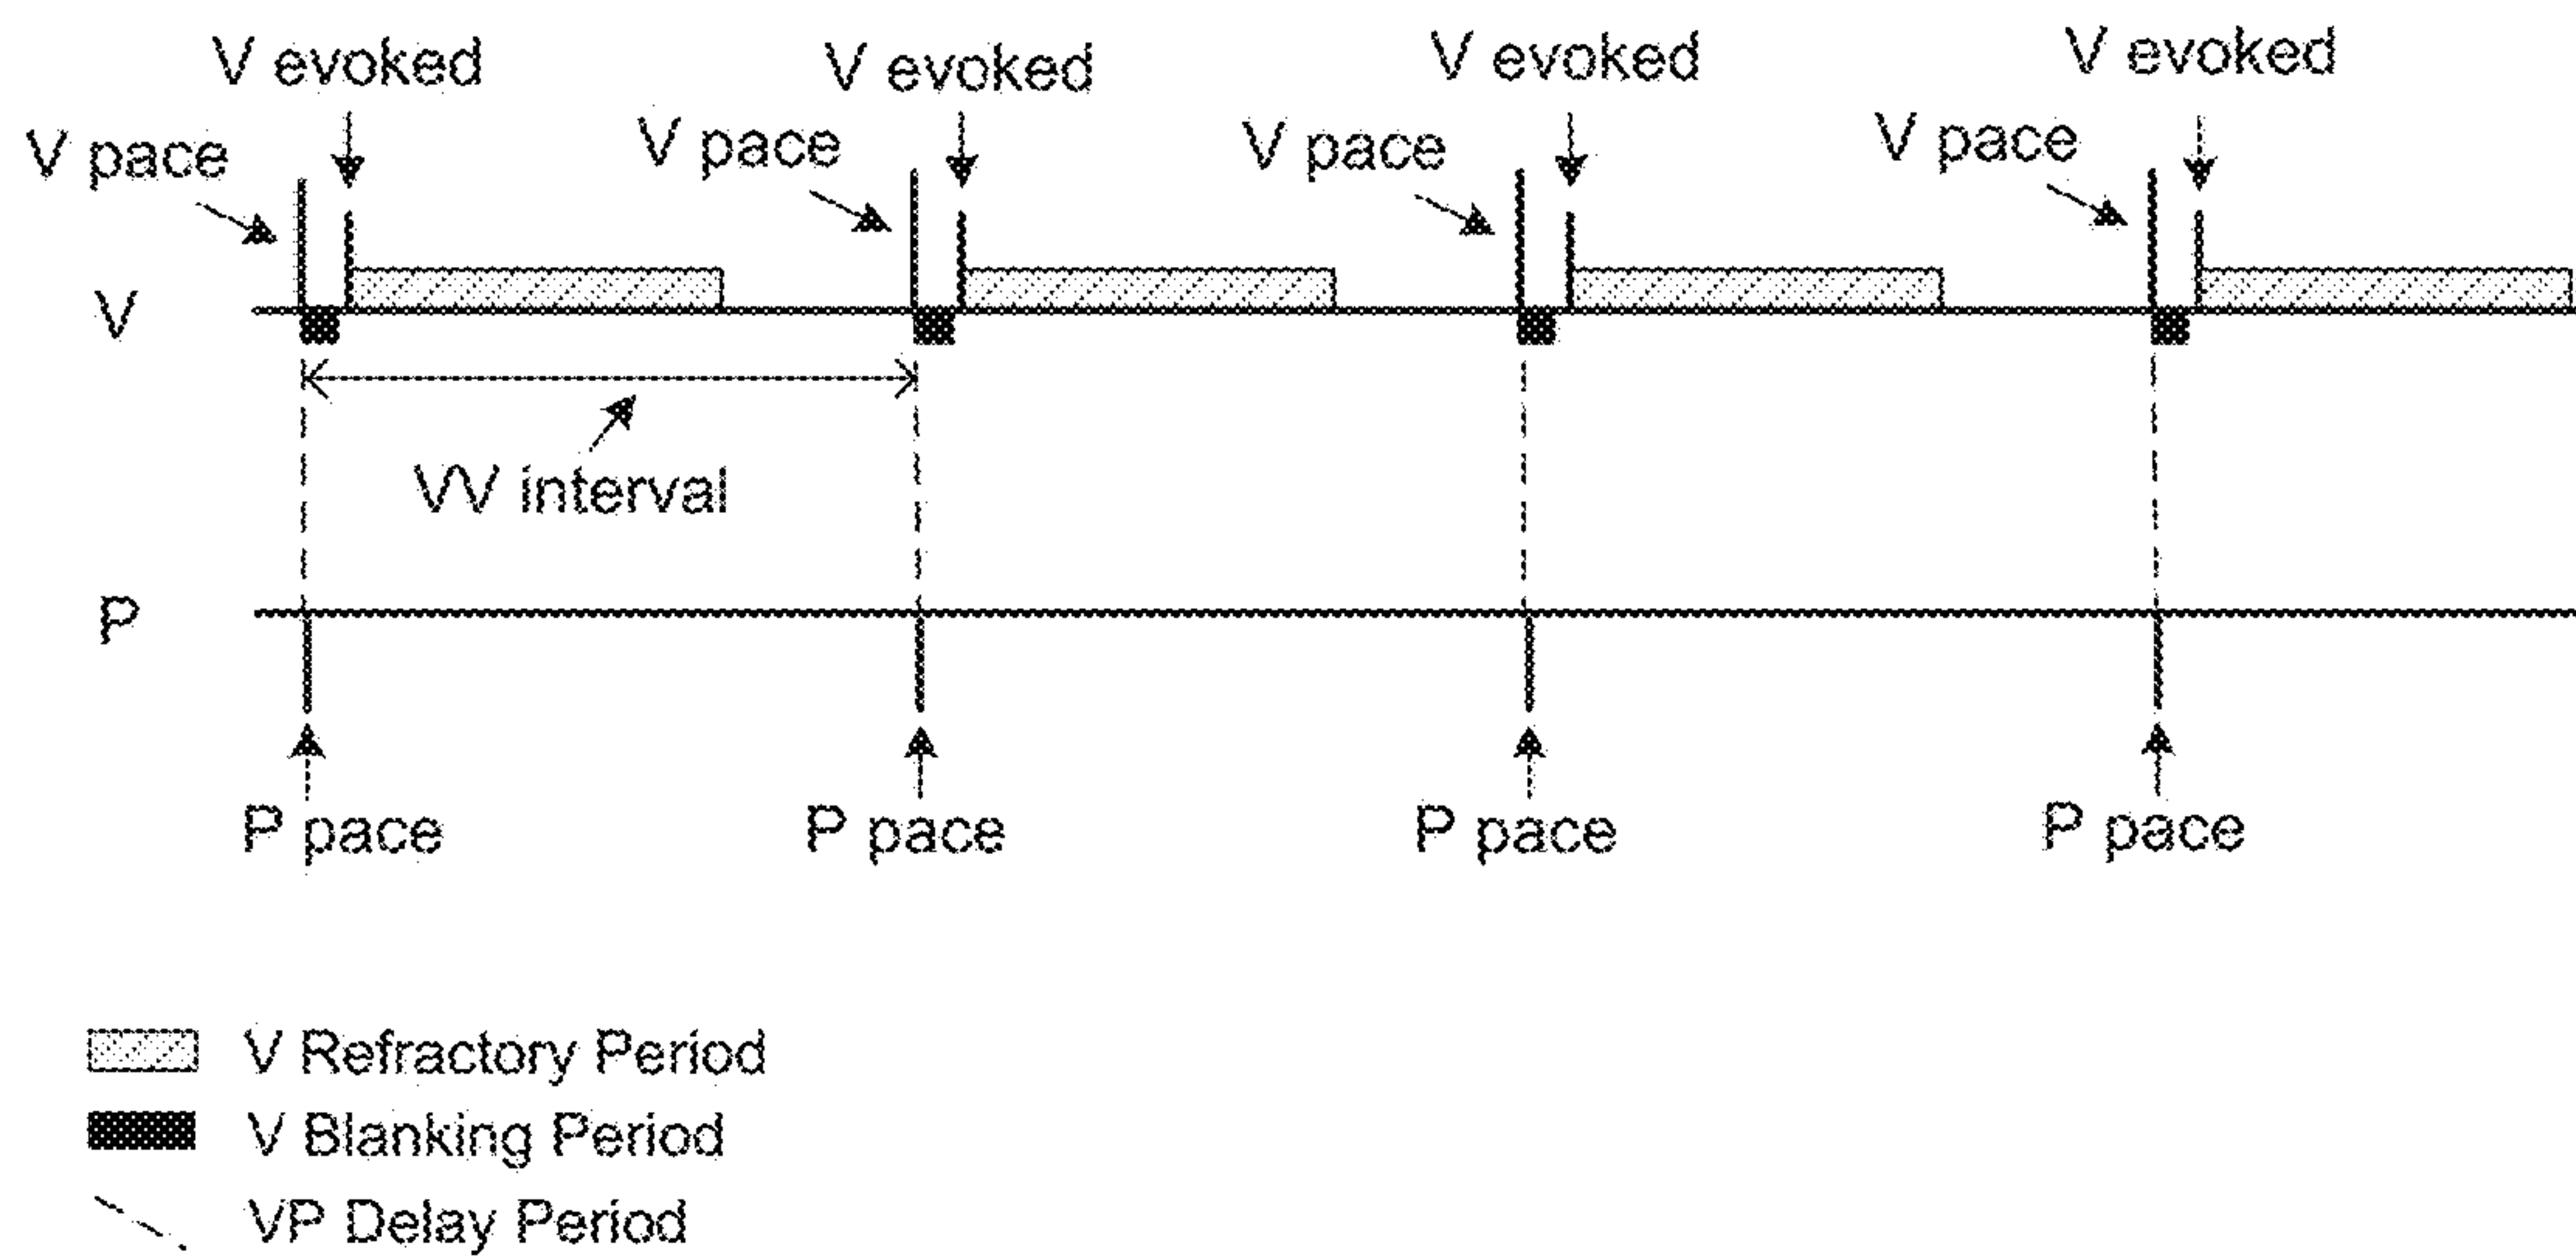 V evoked
V evoked
V evoked
V evoked
V pace
V pace
V pace
V pace
V
VV interval
P
P pace
P pace
P pace
P pace
V Refractory Period
V Blanking Period
VP Delay Period